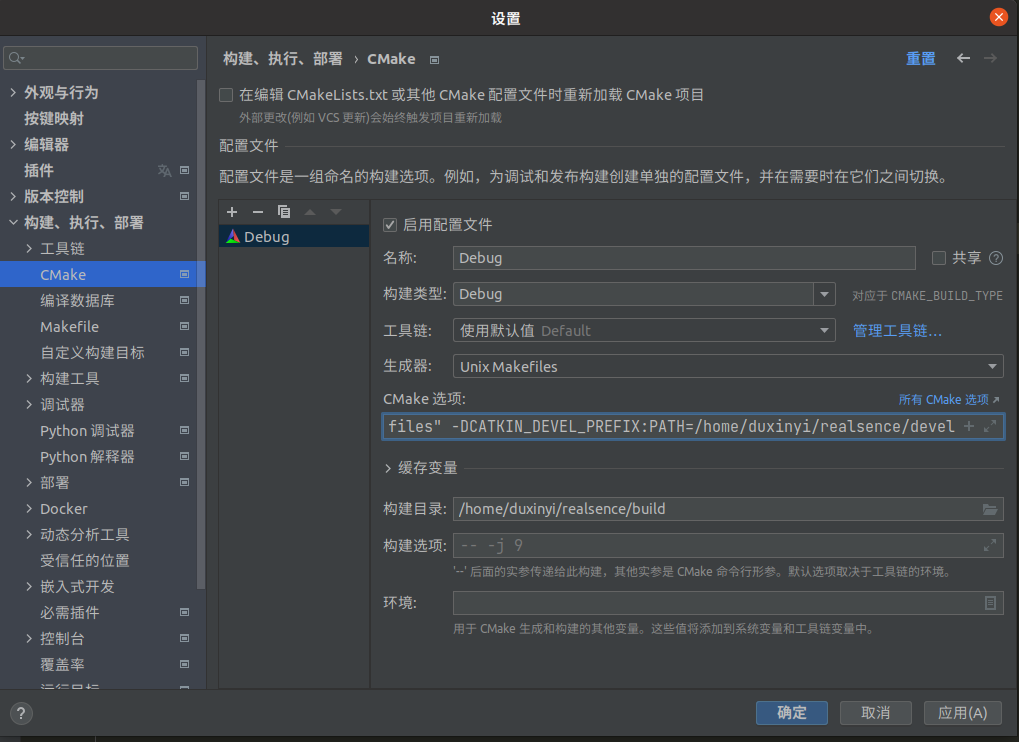 设置
构建、执行、部署 › CMake
重置
在编辑 CMakeLists.txt 或其他 CMake 配置文件时重新加载 CMake 项目
外部更改(例如 VCS 更新)会始终触发项目重新加载
外观与行为
按键映射
编辑器
插件
版本控制
构建、执行、部署
工具链
CMake
编译数据库
Makefile
自定义构建目标
构建工具
调试器
Python 调试器
Python 解释器
部署
Docker
动态分析工具
受信任的位置
嵌入式开发
必需插件
控制台
覆盖率
运行目标
配置文件
配置文件是一组命名的构建选项。例如，为调试和发布构建创建单独的配置文件，并在需要时在它们之间切换。
Debug
启用配置文件
名称: Debug 共享
构建类型: Debug 对应于 CMAKE_BUILD_TYPE
工具链: 使用默认值 Default 管理工具链…
生成器: Unix Makefiles
CMake 选项: 所有 CMake 选项
files" -DCATKIN_DEVEL_PREFIX:PATH=/home/duxinyi/realsence/devel
缓存变量
构建目录: /home/duxinyi/realsence/build
构建选项: -- -j 9
'--' 后面的实参传递给此构建，其他实参是 CMake 命令行形参。默认选项取决于工具链的环境。
环境:
用于 CMake 生成和构建的其他变量。这些值将添加到系统变量和工具链变量中。
?
确定 取消 应用(A)